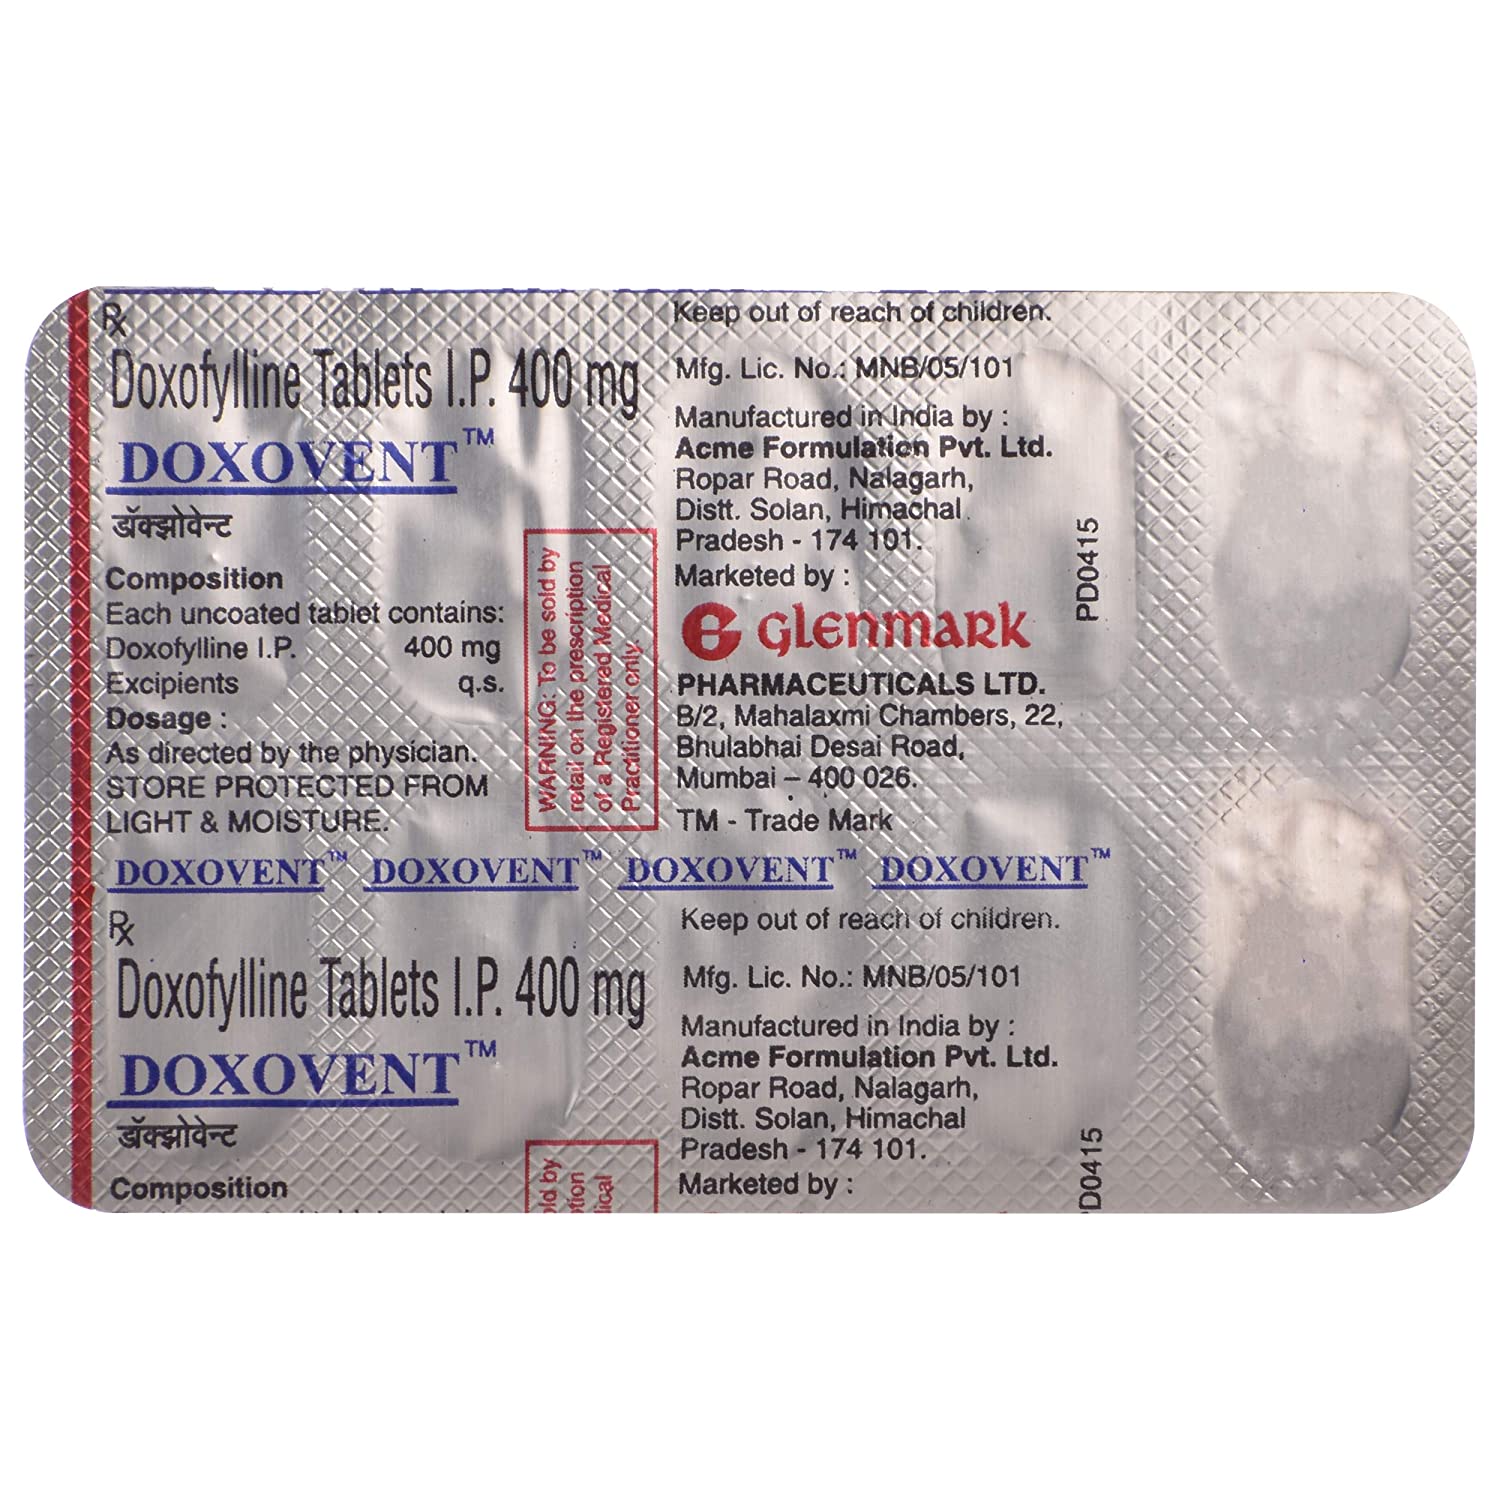 Rx
Doxofylline Tablets I.P. 400 mg
DOXOVENT™
डॉक्झोवेन्ट
Composition
Each uncoated tablet contains:
Doxofylline I.P. 400 mg
Excipients q.s.
Dosage :
As directed by the physician.
STORE PROTECTED FROM
LIGHT & MOISTURE.
WARNING: To be sold by
retail on the prescription
of a Registered Medical
Practitioner only.
Keep out of reach of children.
Mfg. Lic. No.: MNB/05/101
Manufactured in India by :
Acme Formulation Pvt. Ltd.
Ropar Road, Nalagarh,
Distt. Solan, Himachal
Pradesh - 174 101.
Marketed by :
glenmark
PHARMACEUTICALS LTD.
B/2, Mahalaxmi Chambers, 22,
Bhulabhai Desai Road,
Mumbai – 400 026.
TM - Trade Mark
PD0415
DOXOVENT™ DOXOVENT™ DOXOVENT™ DOXOVENT™
Rx
Doxofylline Tablets I.P. 400 mg
DOXOVENT™
डॉक्झोवेन्ट
Composition
Keep out of reach of children.
Mfg. Lic. No.: MNB/05/101
Manufactured in India by :
Acme Formulation Pvt. Ltd.
Ropar Road, Nalagarh,
Distt. Solan, Himachal
Pradesh - 174 101.
Marketed by :